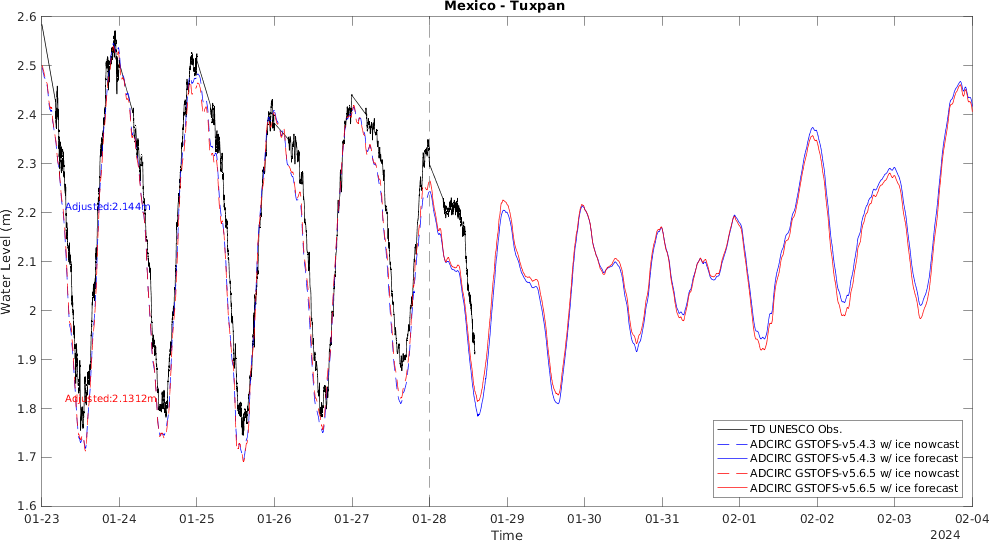 Mexico - Tuxpan
2.6
2.5
2.4
2.3
2.2
2.1
2
1.9
1.8
1.7
1.6
Water Level (m)
Adjusted:2.144m
Adjusted:2.1312m
TD UNESCO Obs.
ADCIRC GSTOFS-v5.4.3 w/ ice nowcast
ADCIRC GSTOFS-v5.4.3 w/ ice forecast
ADCIRC GSTOFS-v5.6.5 w/ ice nowcast
ADCIRC GSTOFS-v5.6.5 w/ ice forecast
01-23 01-24 01-25 01-26 01-27 01-28 01-29 01-30 01-31 02-01 02-02 02-03 02-04
Time
2024